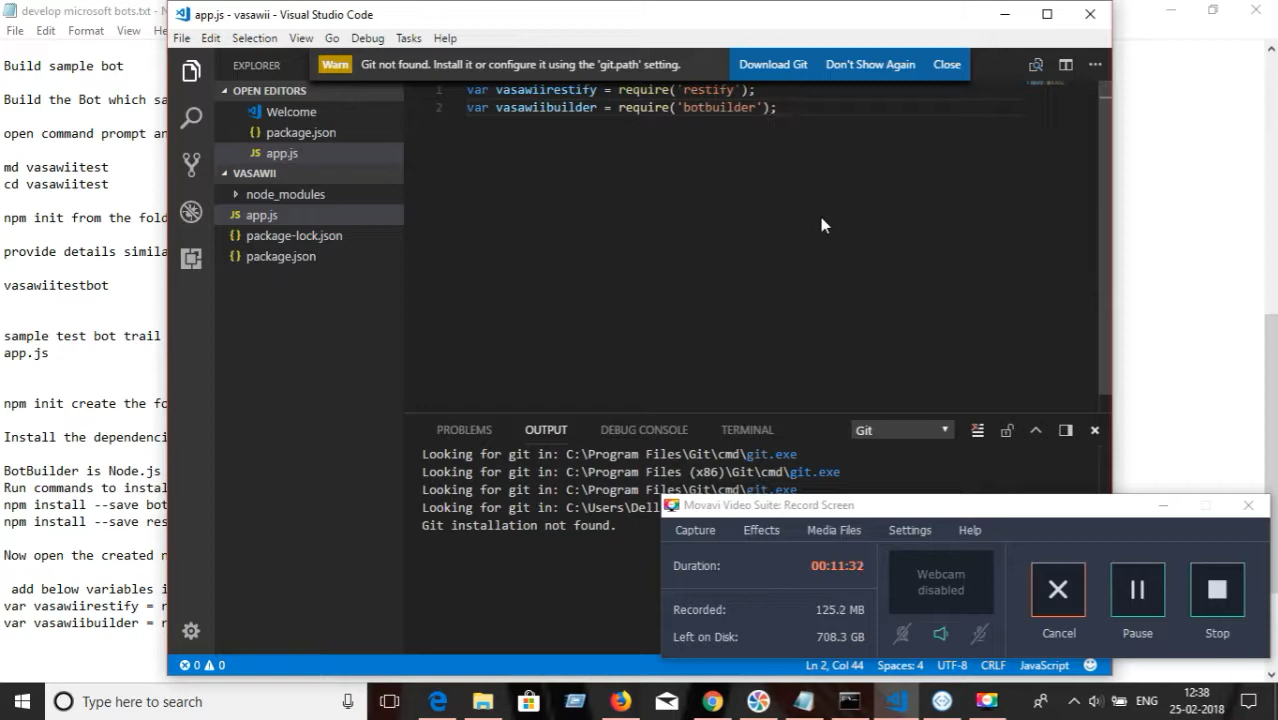 develop microsoft bots.txt - No
File Edit Format View He
Build sample bot
Build the Bot which sa
open command prompt an
md vasawiitest
cd vasawiitest
npm init from the fold
provide details simila
vasawiitestbot
sample test bot trail
app.js
npm init create the fo
Install the dependenci
BotBuilder is Node.js
Run commands to instal
npm install --save bot
npm install --save res
Now open the created n
add below variables i
var vasawiirestify = r
var vasawiibuilder = r
app.js - vasawii - Visual Studio Code
File Edit Selection View Go Debug Tasks Help
EXPLORER
Warn Git not found. Install it or configure it using the 'git.path' setting. Download Git Don't Show Again Close
OPEN EDITORS
Welcome
{} package.json
JS app.js
VASAWII
node_modules
JS app.js
{} package-lock.json
{} package.json
1 var vasawiirestify = require('restify');
2 var vasawiibuilder = require('botbuilder');
PROBLEMS OUTPUT DEBUG CONSOLE TERMINAL Git
Looking for git in: C:\Program Files\Git\cmd\git.exe
Looking for git in: C:\Program Files (x86)\Git\cmd\git.exe
Looking for git in: C:\Program Files\Git\cmd\git.exe
Looking for git in: C:\Users\Dell
Git installation not found.
Movavi Video Suite: Record Screen
Capture Effects Media Files Settings Help
Duration: 00:11:32
Recorded: 125.2 MB
Left on Disk: 708.3 GB
Webcam
disabled
Cancel Pause Stop
0 0 Ln 2, Col 44 Spaces: 4 UTF-8 CRLF JavaScript
Type here to search
ENG
12:38
25-02-2018